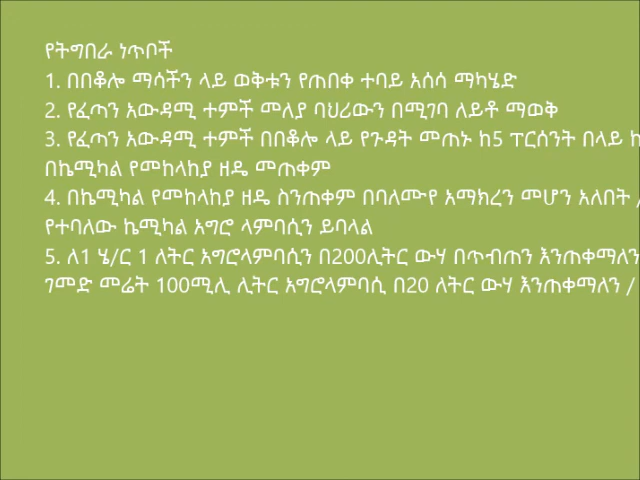 የትግበራ ነጥቦች
1. በበቆሎ ማሳችን ላይ ወቅቱን የጠበቀ ተባይ አሰሳ ማካሄድ
2. የፈጣን አውዳሚ ተምች መለያ ባህሪውን በሚገባ ለይቶ ማወቅ
3. የፈጣን አውዳሚ ተምች በበቆሎ ላይ የጉዳት መጠኑ ከ5 ፐርሰንት በላይ ከ
በኬሚካል የመከላከያ ዘዴ መጠቀም
4. በኬሚካል የመከላከያ ዘዴ ስንጠቀም በባለሙየ አማክረን መሆን አለበት /
የተባለው ኬሚካል አግሮ ላምባሲን ይባላል
5. ለ1 ሄ/ር 1 ለትር አግሮላምባሲን በ200ሊትር ውሃ በጥብጠን እንጠቀማለን
ገመድ መሬት 100ሚሊ ሊትር አግሮላምባሲ በ20 ለትር ውሃ እንጠቀማለን /